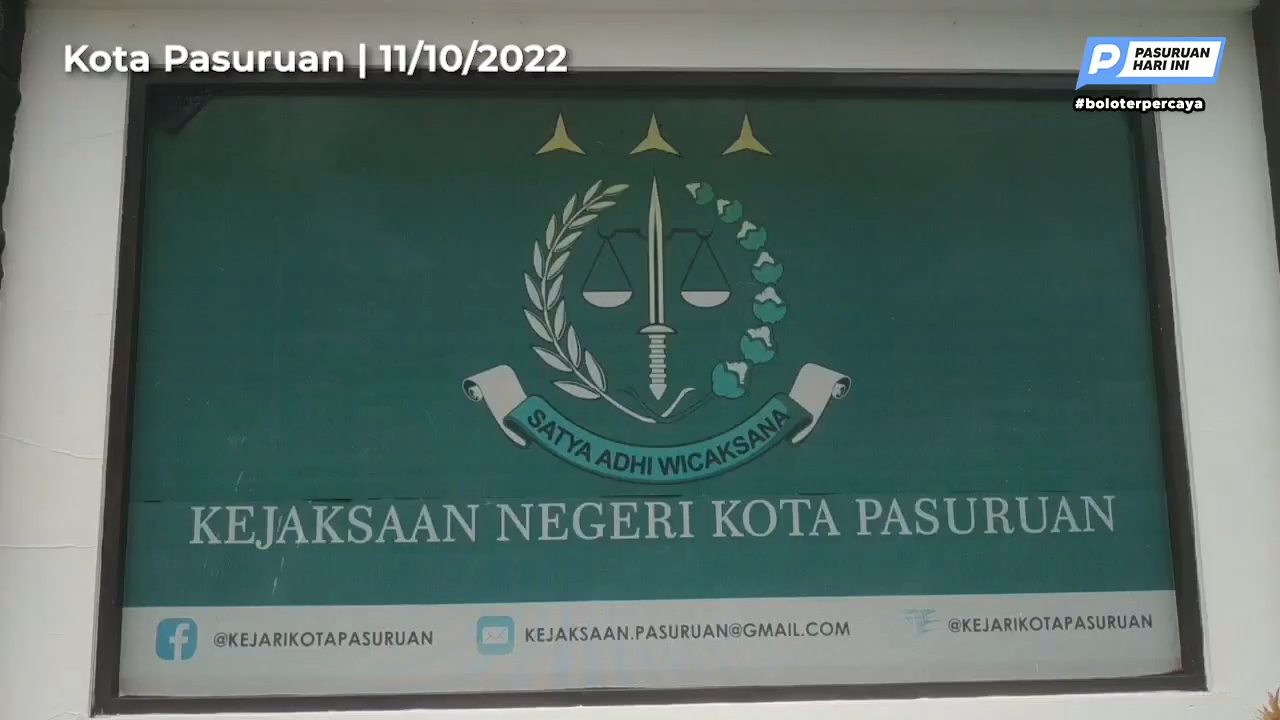 Kota Pasuruan | 11/10/2022
PASURUAN
HARI INI
#boloterpercaya
SATYA ADHI WICAKSANA
KEJAKSAAN NEGERI KOTA PASURUAN
@KEJARIKOTAPASURUAN
KEJAKSAAN.PASURUAN@GMAIL.COM
@KEJARIKOTAPASURUAN